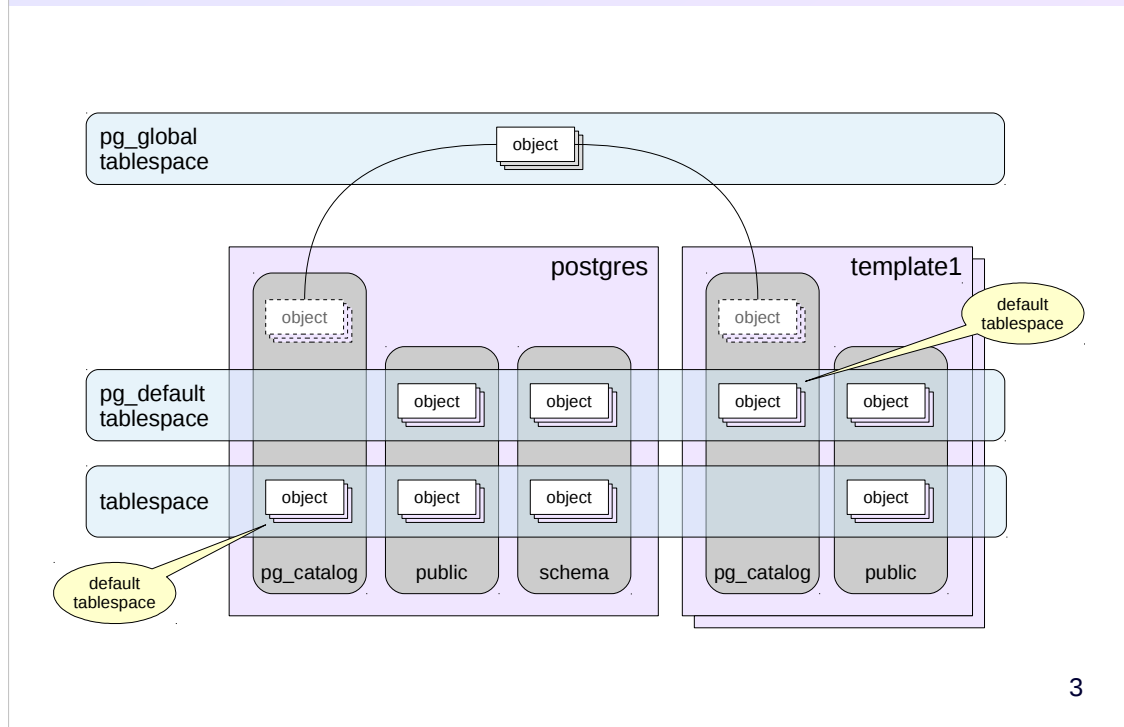 pg_global
tablespace
object
postgres
template1
object
object
default
tablespace
pg_default
tablespace
object
object
object
object
tablespace
object
object
object
object
default
tablespace
pg_catalog
public
schema
pg_catalog
public
3